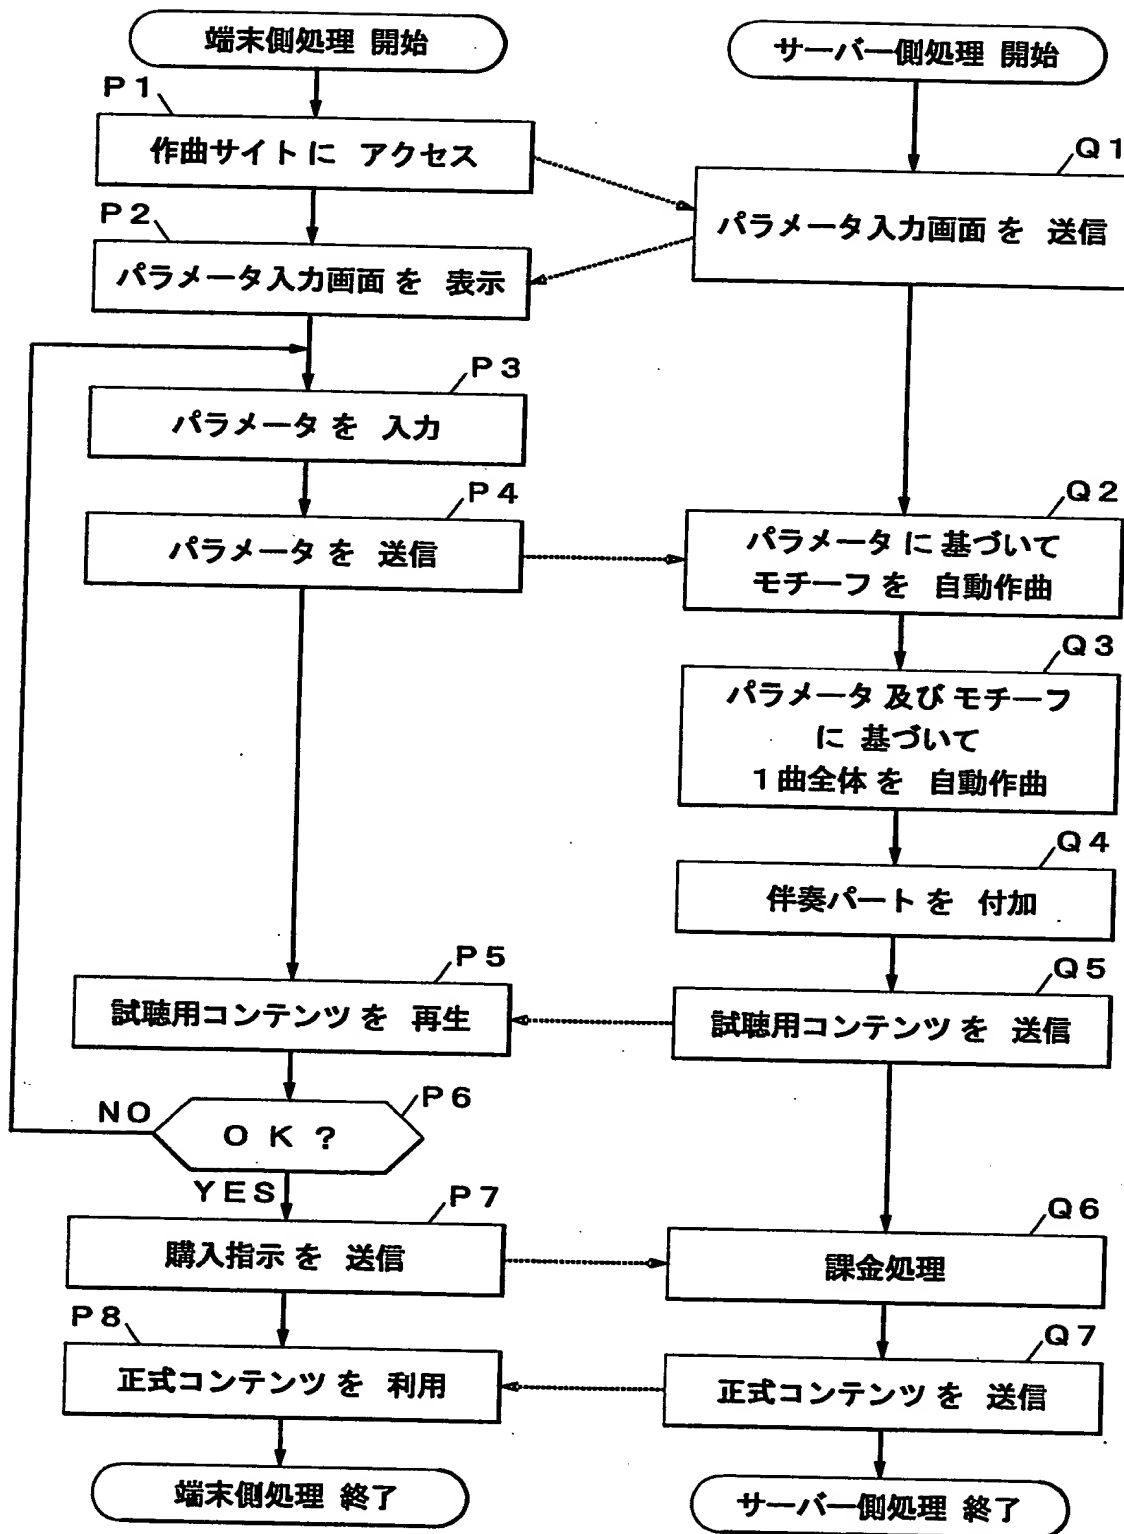 端末側処理 開始
サーバー側処理 開始
P1
作曲サイトに アクセス
Q1
パラメータ入力画面 を 送信
P2
パラメータ入力画面 を 表示
P3
パラメータ を 入力
P4
パラメータ を 送信
Q2
パラメータ に 基づいて
モチーフ を 自動作曲
Q3
パラメータ 及び モチーフ
に 基づいて
1曲全体 を 自動作曲
Q4
伴奏パート を 付加
P5
試聴用コンテンツ を 再生
Q5
試聴用コンテンツ を 送信
P6
NO
OK?
YES
P7
購入指示 を 送信
Q6
課金処理
P8
正式コンテンツ を 利用
Q7
正式コンテンツ を 送信
端末側処理 終了
サーバー側処理 終了